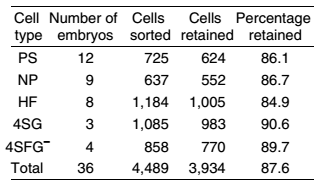 Cell Number of Cells Cells Percentage
type embryos sorted retained retained
PS 12 725 624 86.1
NP 9 637 552 86.7
HF 8 1,184 1,005 84.9
4SG 3 1,085 983 90.6
4SFG⁻ 4 858 770 89.7
Total 36 4,489 3,934 87.6